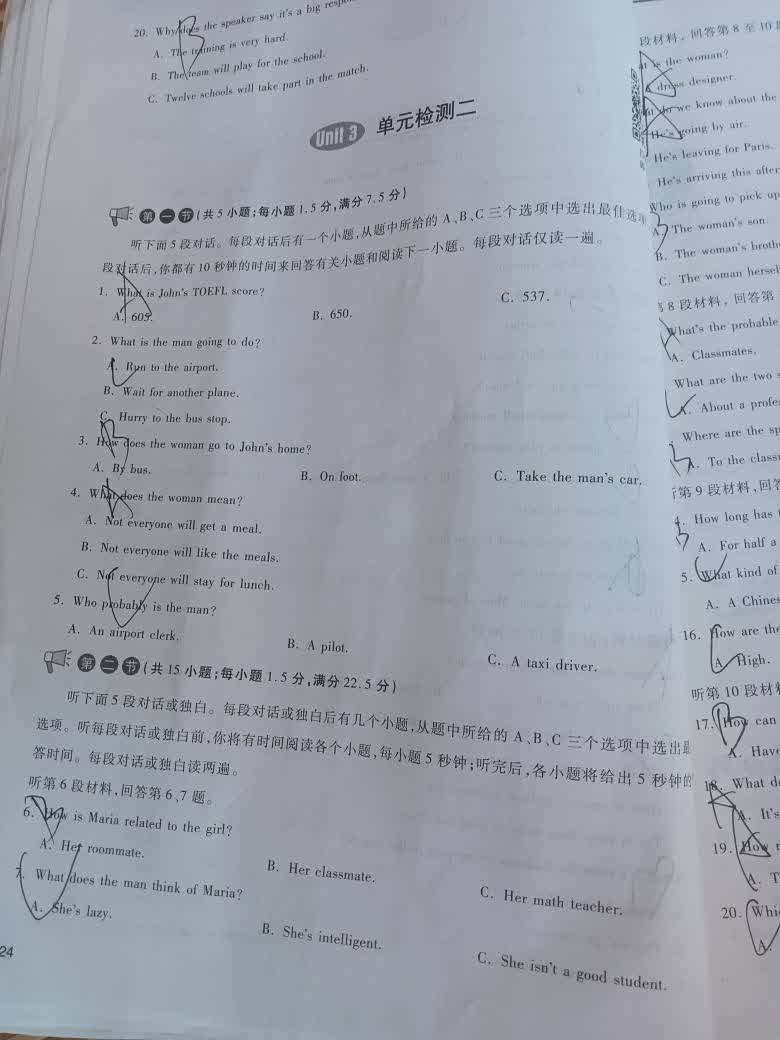 20. Why does the speaker say it's a big
A. The training is very hard.
B. The team will play for the school.
C. Twelve schools will take part in the match.
Unit 3 单元检测二
第一节(共5小题;每小题1.5分,满分7.5分)
听下面5段对话。每段对话后有一个小题,从题中所给的A、B、C三个选项中选出最佳选项
段对话后,你都有10秒钟的时间来回答有关小题和阅读下一小题。每段对话仅读一遍。
1. What is John's TOEFL score?
A. 605. B. 650. C. 537.
2. What is the man going to do?
A. Run to the airport.
B. Wait for another plane.
C. Hurry to the bus stop.
3. How does the woman go to John's home?
A. By bus. B. On foot. C. Take the man's car.
4. What does the woman mean?
A. Not everyone will get a meal.
B. Not everyone will like the meals.
C. Not everyone will stay for lunch.
5. Who probably is the man?
A. An airport clerk. B. A pilot. C. A taxi driver.
第二节(共15小题;每小题1.5分,满分22.5分)
听下面5段对话或独白。每段对话或独白后有几个小题,从题中所给的A、B、C三个选项中选出最
选项。听每段对话或独白前,你将有时间阅读各个小题,每小题5秒钟;听完后,各小题将给出5秒钟的
答时间。每段对话或独白读两遍。
听第6段材料,回答第6、7题。
6. How is Maria related to the girl?
A. Her roommate. B. Her classmate. C. Her math teacher.
7. What does the man think of Maria?
A. She's lazy. B. She's intelligent. C. She isn't a good student.
24
段材料,回答第8至10
is the woman?
A dress designer.
do we know about the
He's going by air.
He's leaving for Paris.
He's arriving this after
Who is going to pick up
A. The woman's son.
B. The woman's broth
C. The woman hersel
8段材料,回答第
What's the probable
A. Classmates.
What are the two
A. About a profe
Where are the sp
A. To the class
听第9段材料,回答
4. How long has
A. For half a
5. What kind of
A. A Chines
16. How are the
A. High.
听第10段材料
17. How can
A. Have
18. What d
A. It's
19. How
A. T
20. Whi
A.